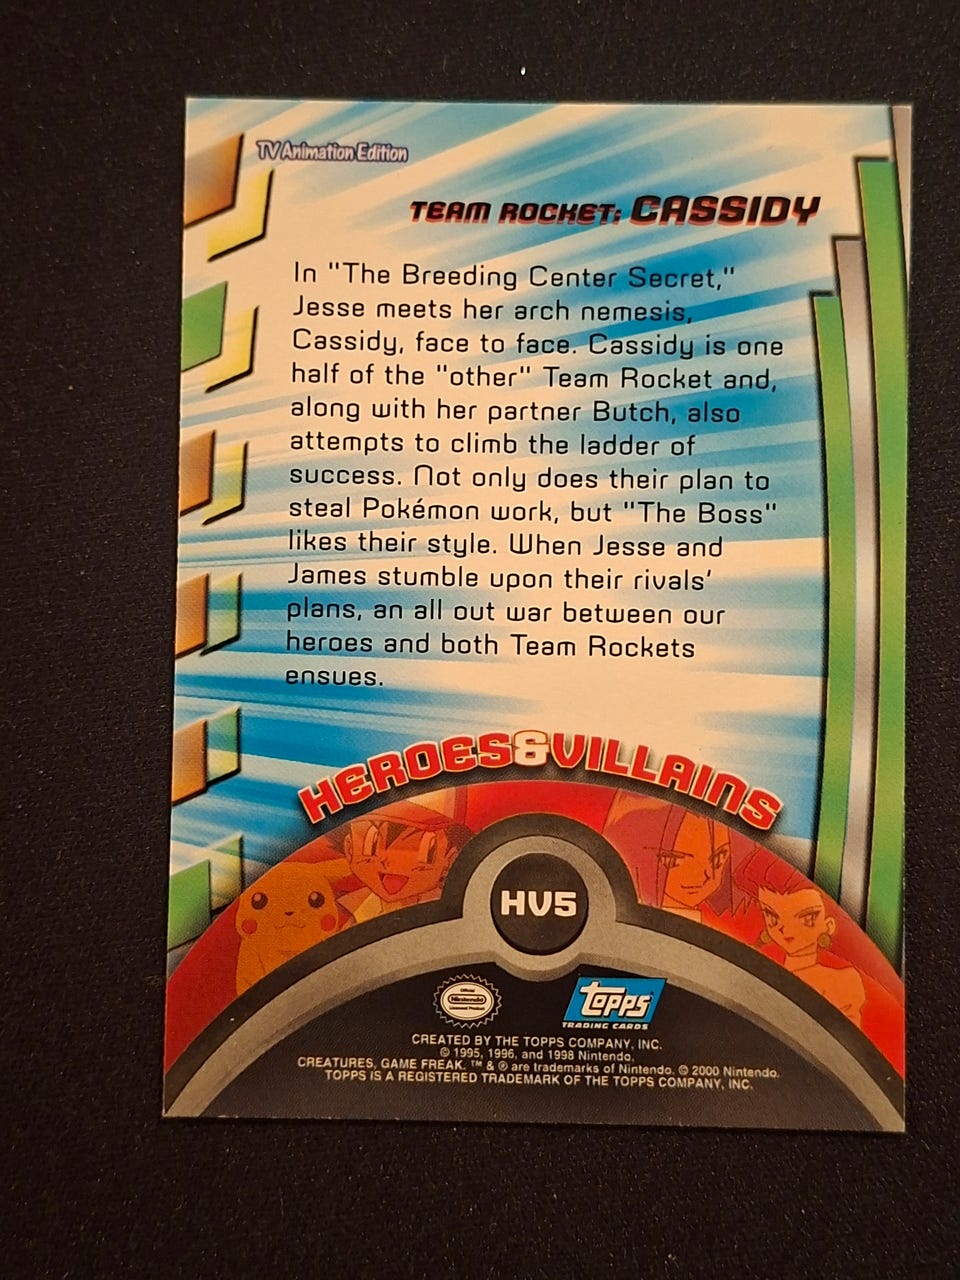 TV Animation Edition
TEAM ROCKET: CASSIDY
In "The Breeding Center Secret,"
Jesse meets her arch nemesis,
Cassidy, face to face. Cassidy is one
half of the "other" Team Rocket and,
along with her partner Butch, also
attempts to climb the ladder of
success. Not only does their plan to
steal Pokémon work, but "The Boss"
likes their style. When Jesse and
James stumble upon their rivals'
plans, an all out war between our
heroes and both Team Rockets
ensues.
HEROES&VILLAINS
HV5
Official
Nintendo
Licensed Product
topps
TRADING CARDS
CREATED BY THE TOPPS COMPANY, INC.
© 1995, 1996, and 1998 Nintendo,
CREATURES, GAME FREAK. ™ & ® are trademarks of Nintendo. © 2000 Nintendo.
TOPPS IS A REGISTERED TRADEMARK OF THE TOPPS COMPANY, INC.